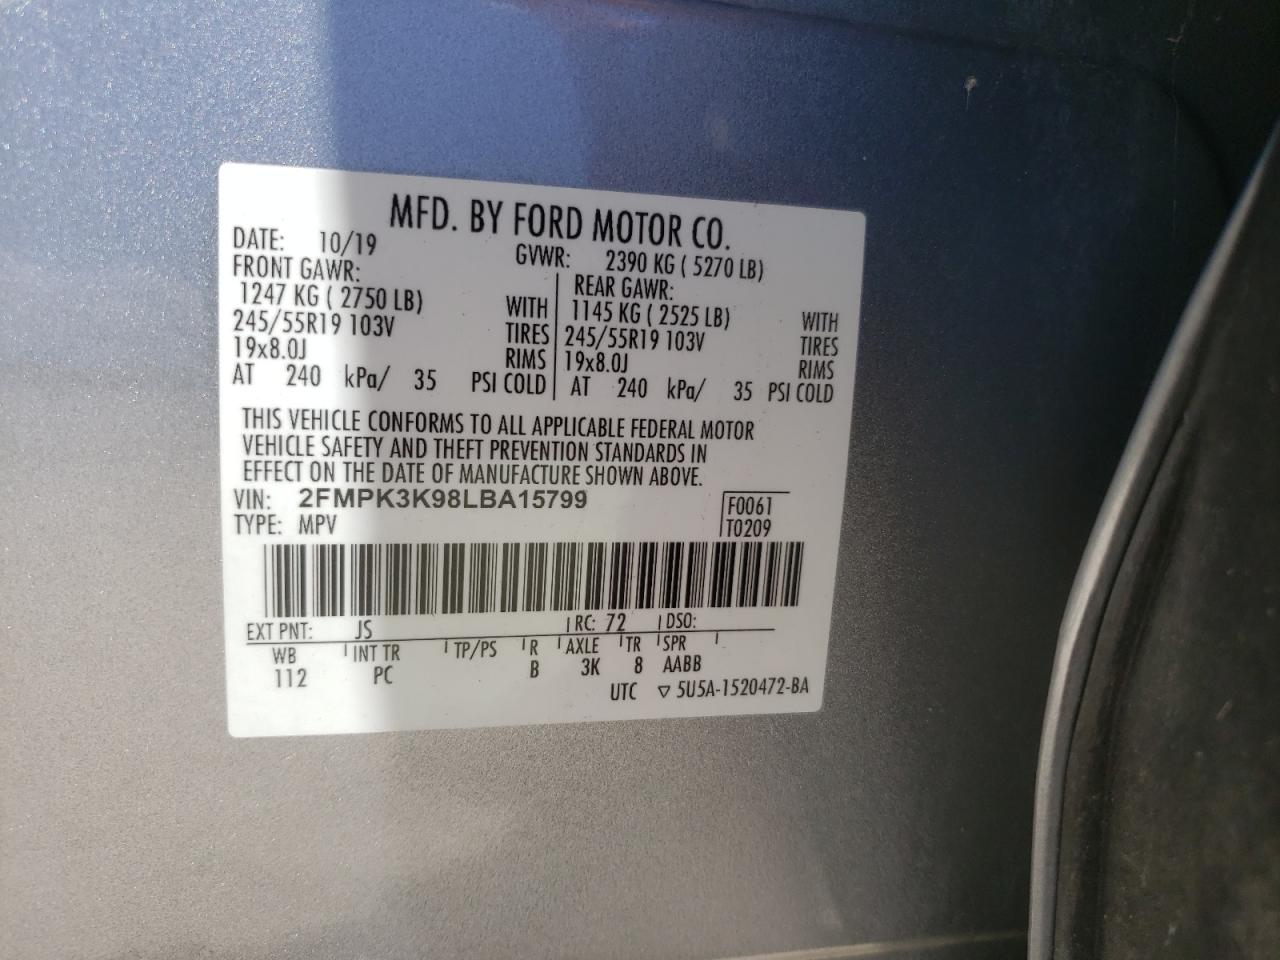 MFD. BY FORD MOTOR CO.
DATE: 10/19 GVWR: 2390 KG ( 5270 LB)
FRONT GAWR: REAR GAWR:
1247 KG ( 2750 LB) WITH 1145 KG ( 2525 LB) WITH
245/55R19 103V TIRES 245/55R19 103V TIRES
19x8.0J RIMS 19x8.0J RIMS
AT 240 kPa/ 35 PSI COLD AT 240 kPa/ 35 PSI COLD
THIS VEHICLE CONFORMS TO ALL APPLICABLE FEDERAL MOTOR
VEHICLE SAFETY AND THEFT PREVENTION STANDARDS IN
EFFECT ON THE DATE OF MANUFACTURE SHOWN ABOVE.
VIN: 2FMPK3K98LBA15799 F0061
TYPE: MPV T0209
EXT PNT: JS RC: 72 DSO:
WB INT TR TP/PS R AXLE TR SPR
112 PC B 3K 8 AABB
UTC ▽ 5U5A-1520472-BA